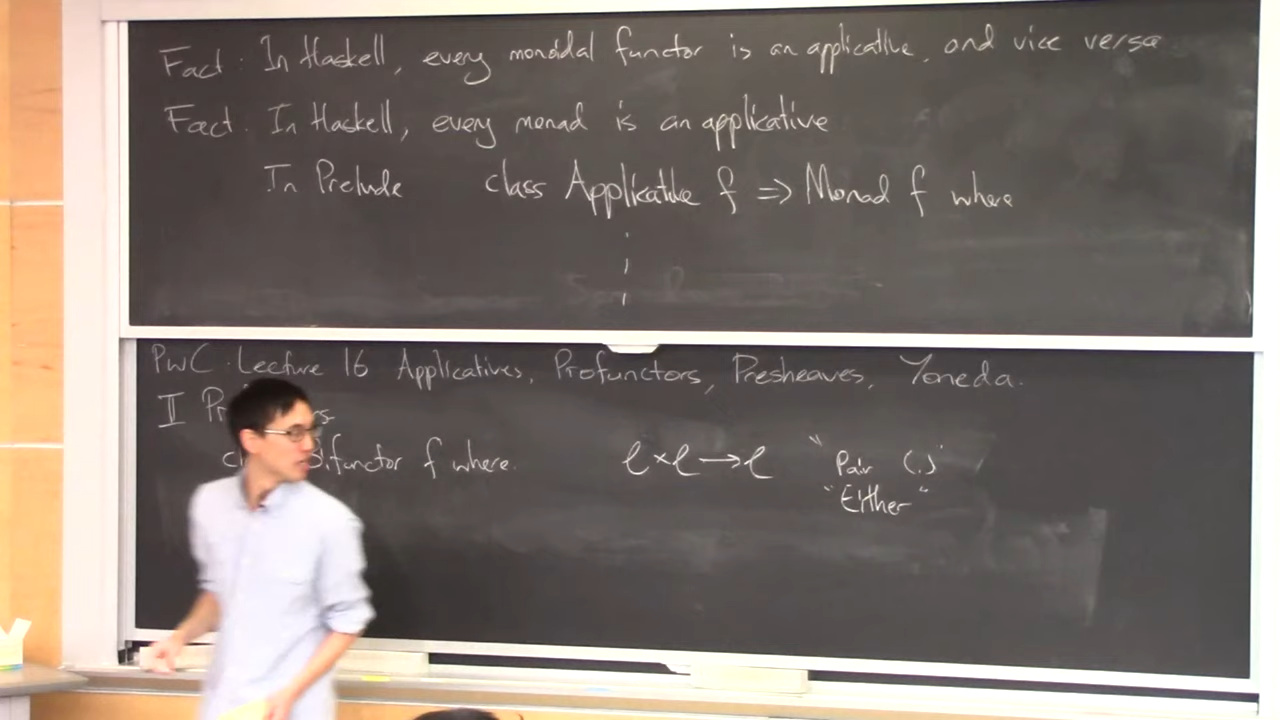 Fact: In Haskell, every monoidal functor is an applicative, and vice versa
Fact: In Haskell, every monad is an applicative
In Prelude class Applicative f => Monad f where
PwC Lecture 16 Applicatives, Profunctors, Presheaves, Yoneda.
II
f where. C×C→C "Pair (,)"
"Either"